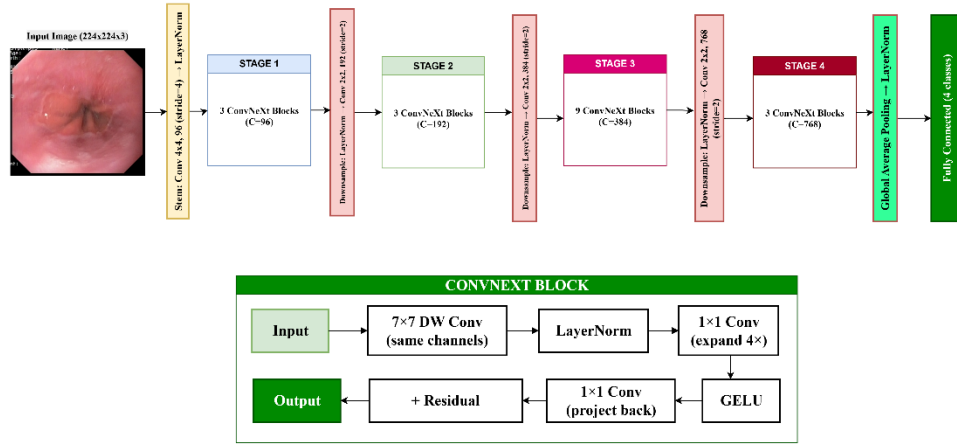 Input Image (224x224x3)
Stem: Conv 4x4, 96 (stride=4) → LayerNorm
STAGE 1
3 ConvNeXt Blocks
(C=96)
Downsample: LayerNorm → Conv 2x2, 192 (stride=2)
STAGE 2
3 ConvNeXt Blocks
(C=192)
Downsample: LayerNorm → Conv 2x2, 384 (stride=2)
STAGE 3
9 ConvNeXt Blocks
(C=384)
Downsample: LayerNorm → Conv 2x2, 768
(stride=2)
STAGE 4
3 ConvNeXt Blocks
(C=768)
Global Average Pooling → LayerNorm
Fully Connected (4 classes)
CONVNEXT BLOCK
Input
7×7 DW Conv
(same channels)
LayerNorm
1×1 Conv
(expand 4×)
GELU
1×1 Conv
(project back)
+ Residual
Output